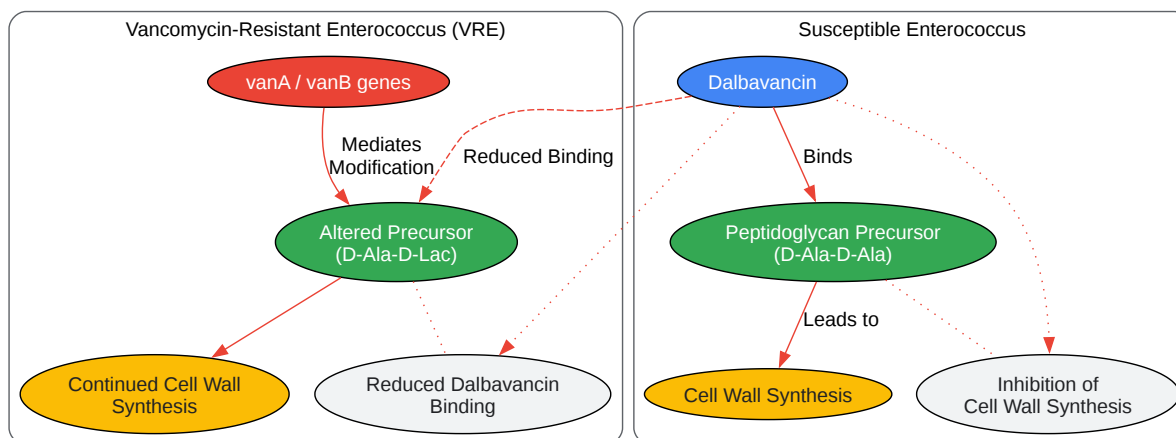 Vancomycin-Resistant Enterococcus (VRE)
Susceptible Enterococcus
vanA / vanB genes
Dalbavancin
Mediates
Modification
Reduced Binding
Binds
Altered Precursor
(D-Ala-D-Lac)
Peptidoglycan Precursor
(D-Ala-D-Ala)
Leads to
Continued Cell Wall
Synthesis
Reduced Dalbavancin
Binding
Cell Wall Synthesis
Inhibition of
Cell Wall Synthesis